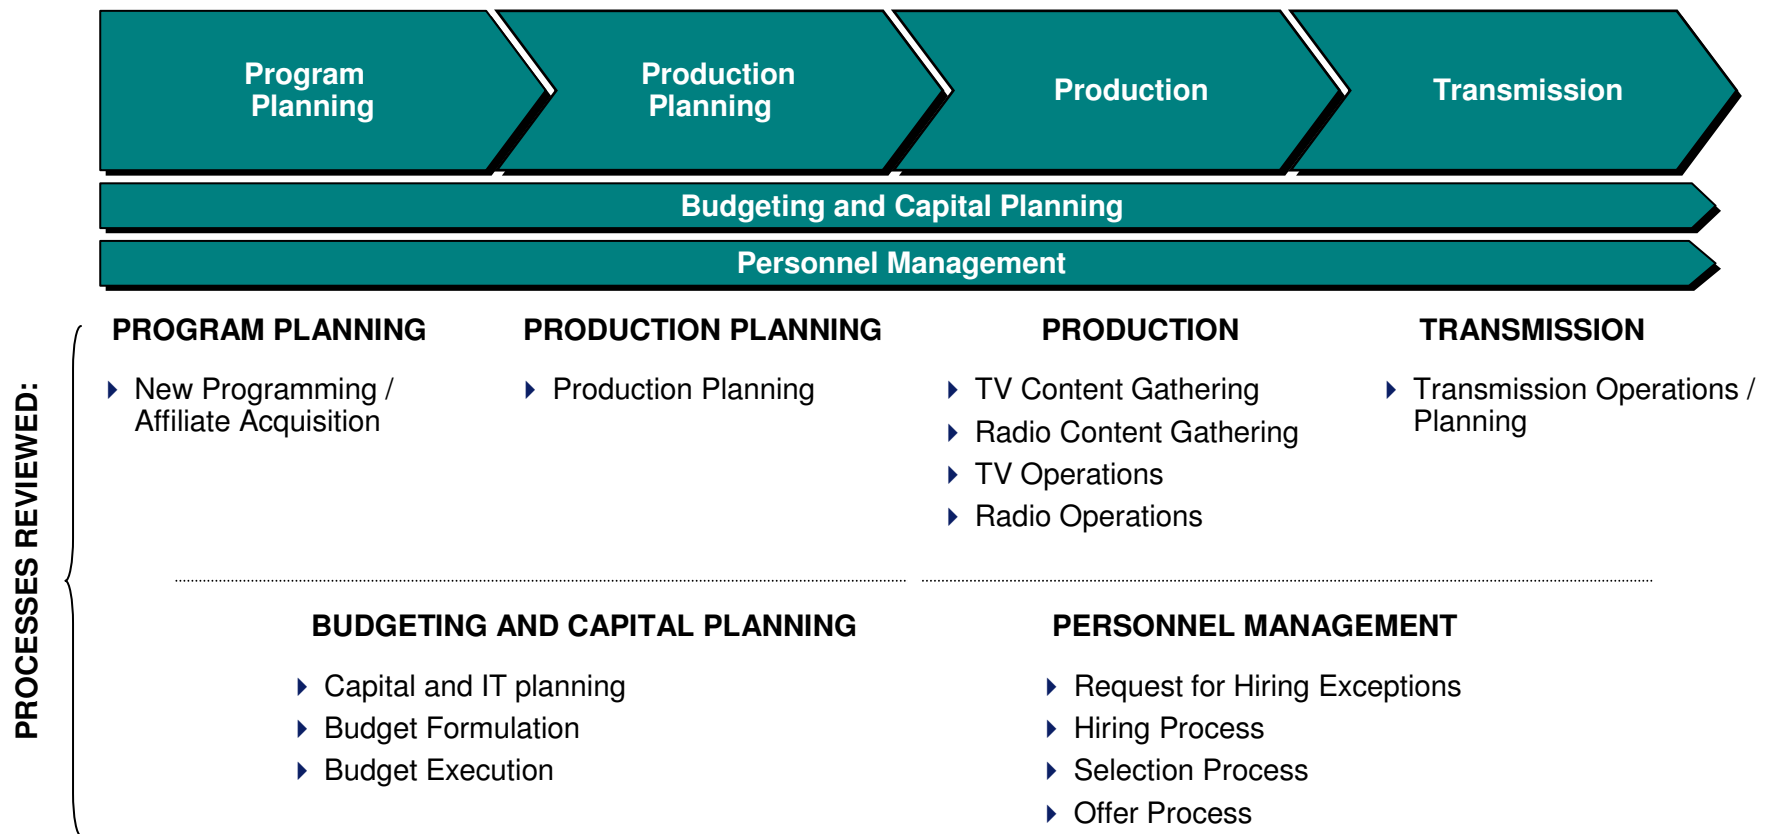 Program
Planning
Production
Planning
Production
Transmission
Budgeting and Capital Planning
Personnel Management
PROCESSES REVIEWED:
PROGRAM PLANNING
New Programming /
Affiliate Acquisition
PRODUCTION PLANNING
Production Planning
PRODUCTION
TV Content Gathering
Radio Content Gathering
TV Operations
Radio Operations
TRANSMISSION
Transmission Operations /
Planning
BUDGETING AND CAPITAL PLANNING
Capital and IT planning
Budget Formulation
Budget Execution
PERSONNEL MANAGEMENT
Request for Hiring Exceptions
Hiring Process
Selection Process
Offer Process